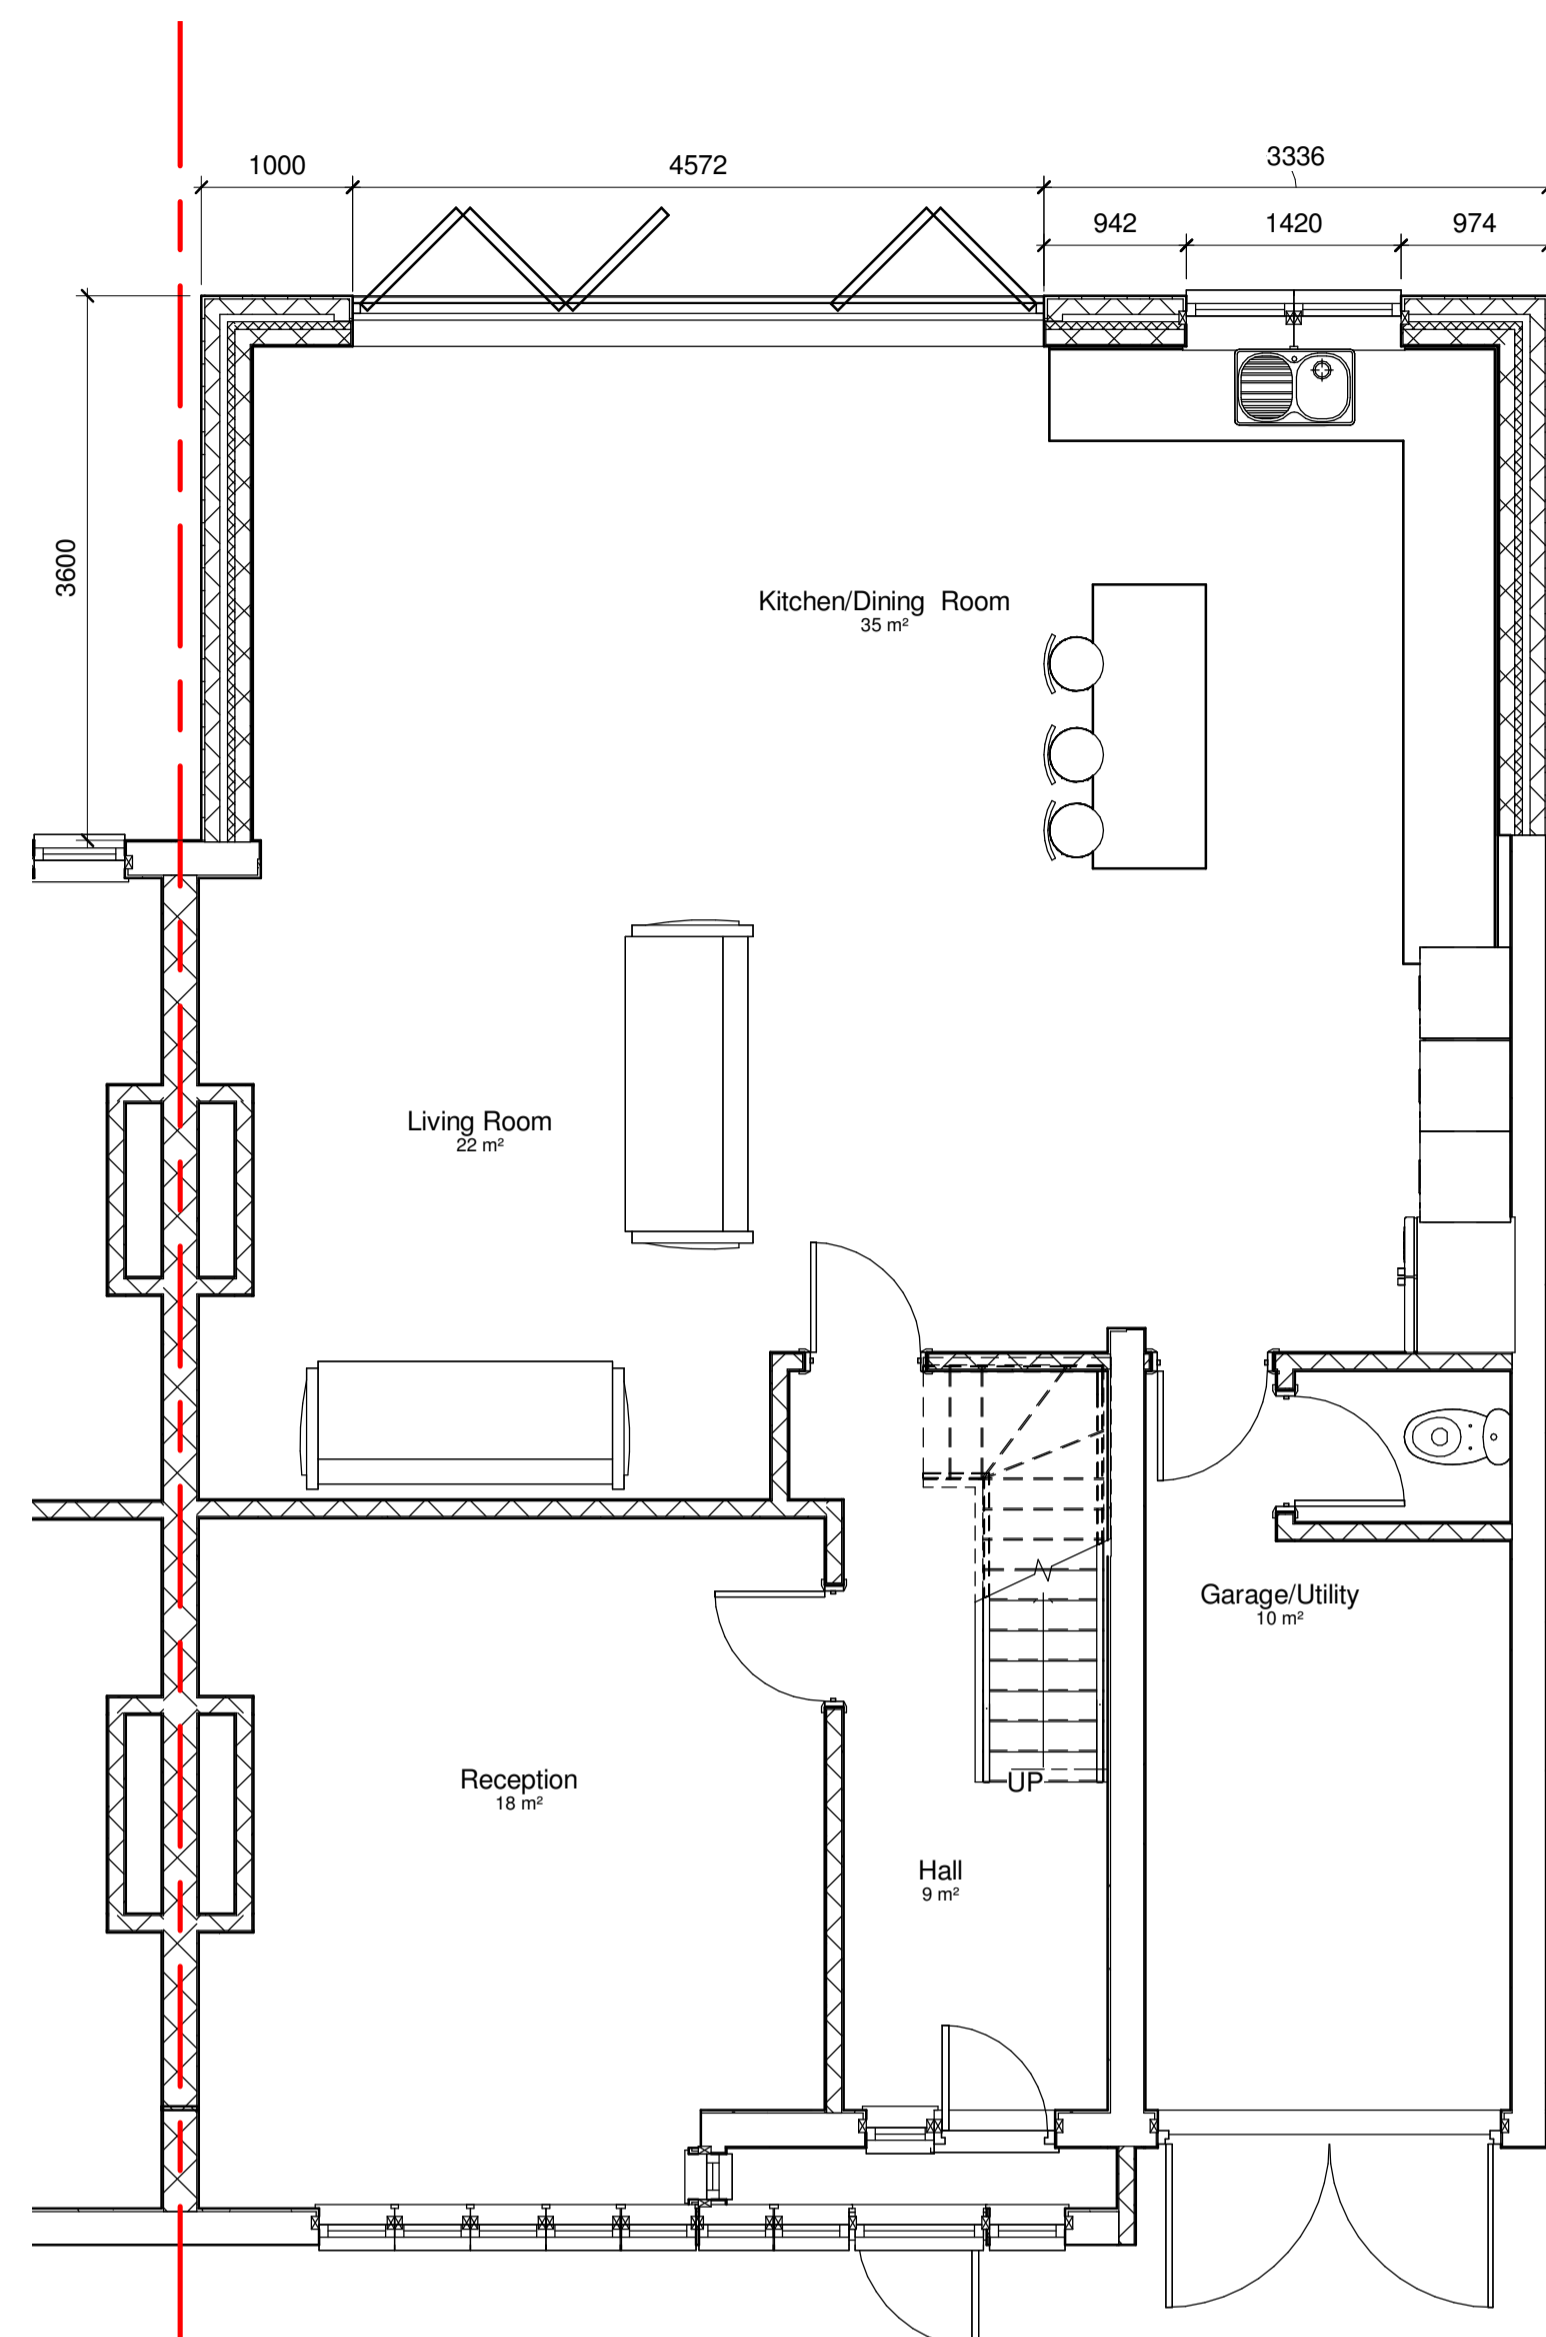 3336
1000
4572
942
1420
974
3600
Kitchen/Dining Room
35 m²
Living Room
22 m²
Garage/Utility
10 m²
Reception
18 m²
UP
Hall
9 m²